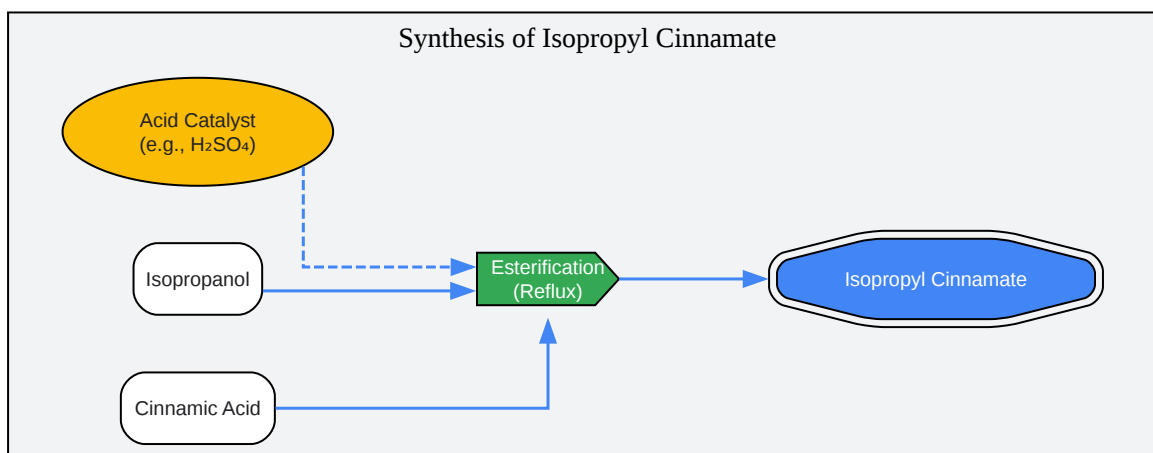 Synthesis of Isopropyl Cinnamate
Acid Catalyst
(e.g., H₂SO₄)
Isopropanol
Esterification
(Reflux)
Isopropyl Cinnamate
Cinnamic Acid